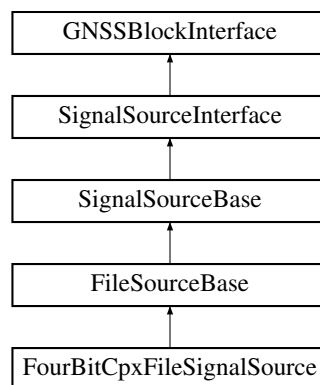 GNSSBlockInterface
SignalSourceInterface
SignalSourceBase
FileSourceBase
FourBitCpxFileSignalSource